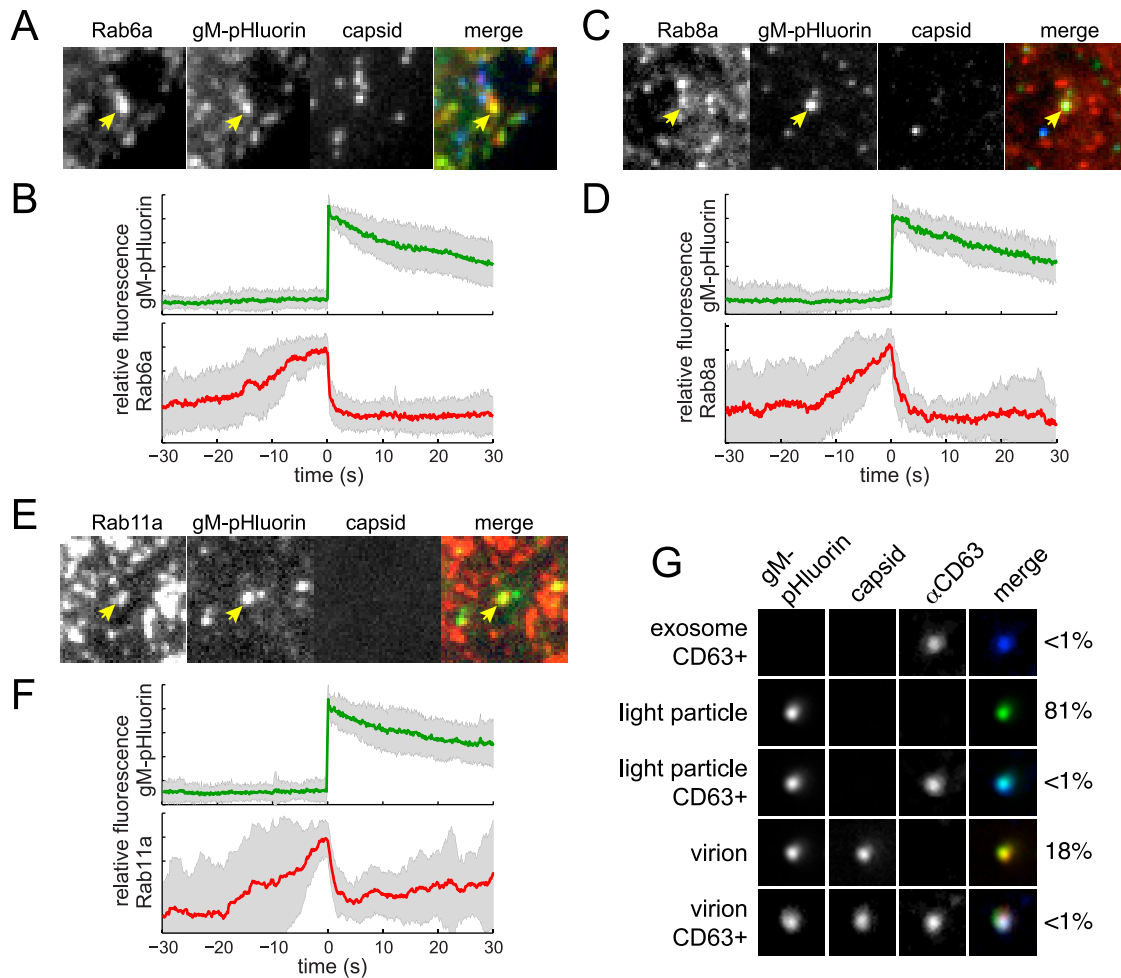 A
Rab6a gM-pHluorin capsid merge
B
relative fluorescence
gM-pHluorin
Rab6a
−30 −20 −10 0 10 20 30
time (s)
C
Rab8a gM-pHluorin capsid merge
D
relative fluorescence
gM-pHluorin
Rab8a
−30 −20 −10 0 10 20 30
time (s)
E
Rab11a gM-pHluorin capsid merge
F
relative fluorescence
gM-pHluorin
Rab11a
−30 −20 −10 0 10 20 30
time (s)
G
gM-
pHluorin
capsid
αCD63
merge
exosome
CD63+
<1%
light particle
81%
light particle
CD63+
<1%
virion
18%
virion
CD63+
<1%